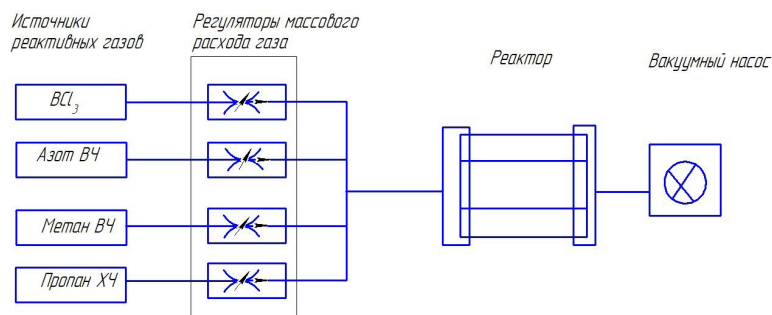 Источники
реактивных газов
Регуляторы массового
расхода газа
Реактор
Вакуумный насос
BCl3
Азот ВЧ
Метан ВЧ
Пропан ХЧ